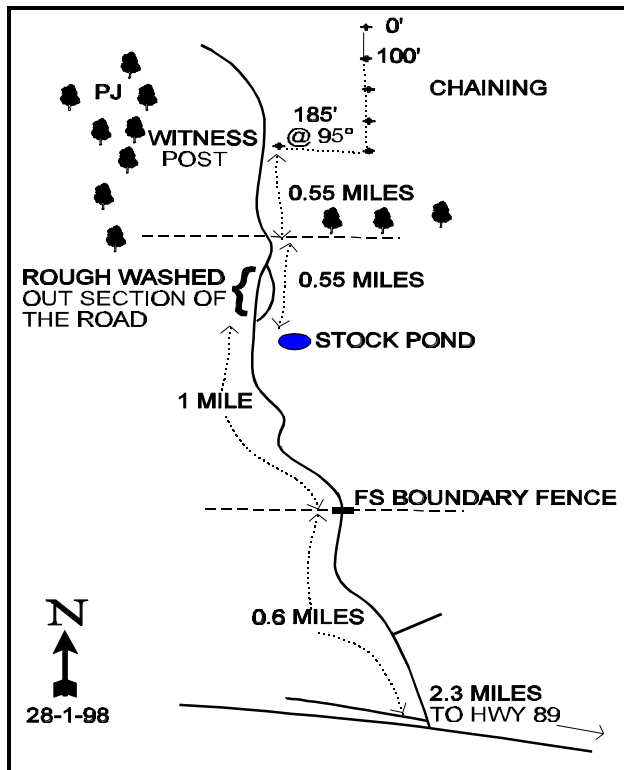 0'
100'
CHAINING
PJ
185'
@ 95°
WITNESS
POST
0.55 MILES
ROUGH WASHED
OUT SECTION OF
THE ROAD
0.55 MILES
STOCK POND
1 MILE
FS BOUNDARY FENCE
0.6 MILES
N
28-1-98
2.3 MILES
TO HWY 89